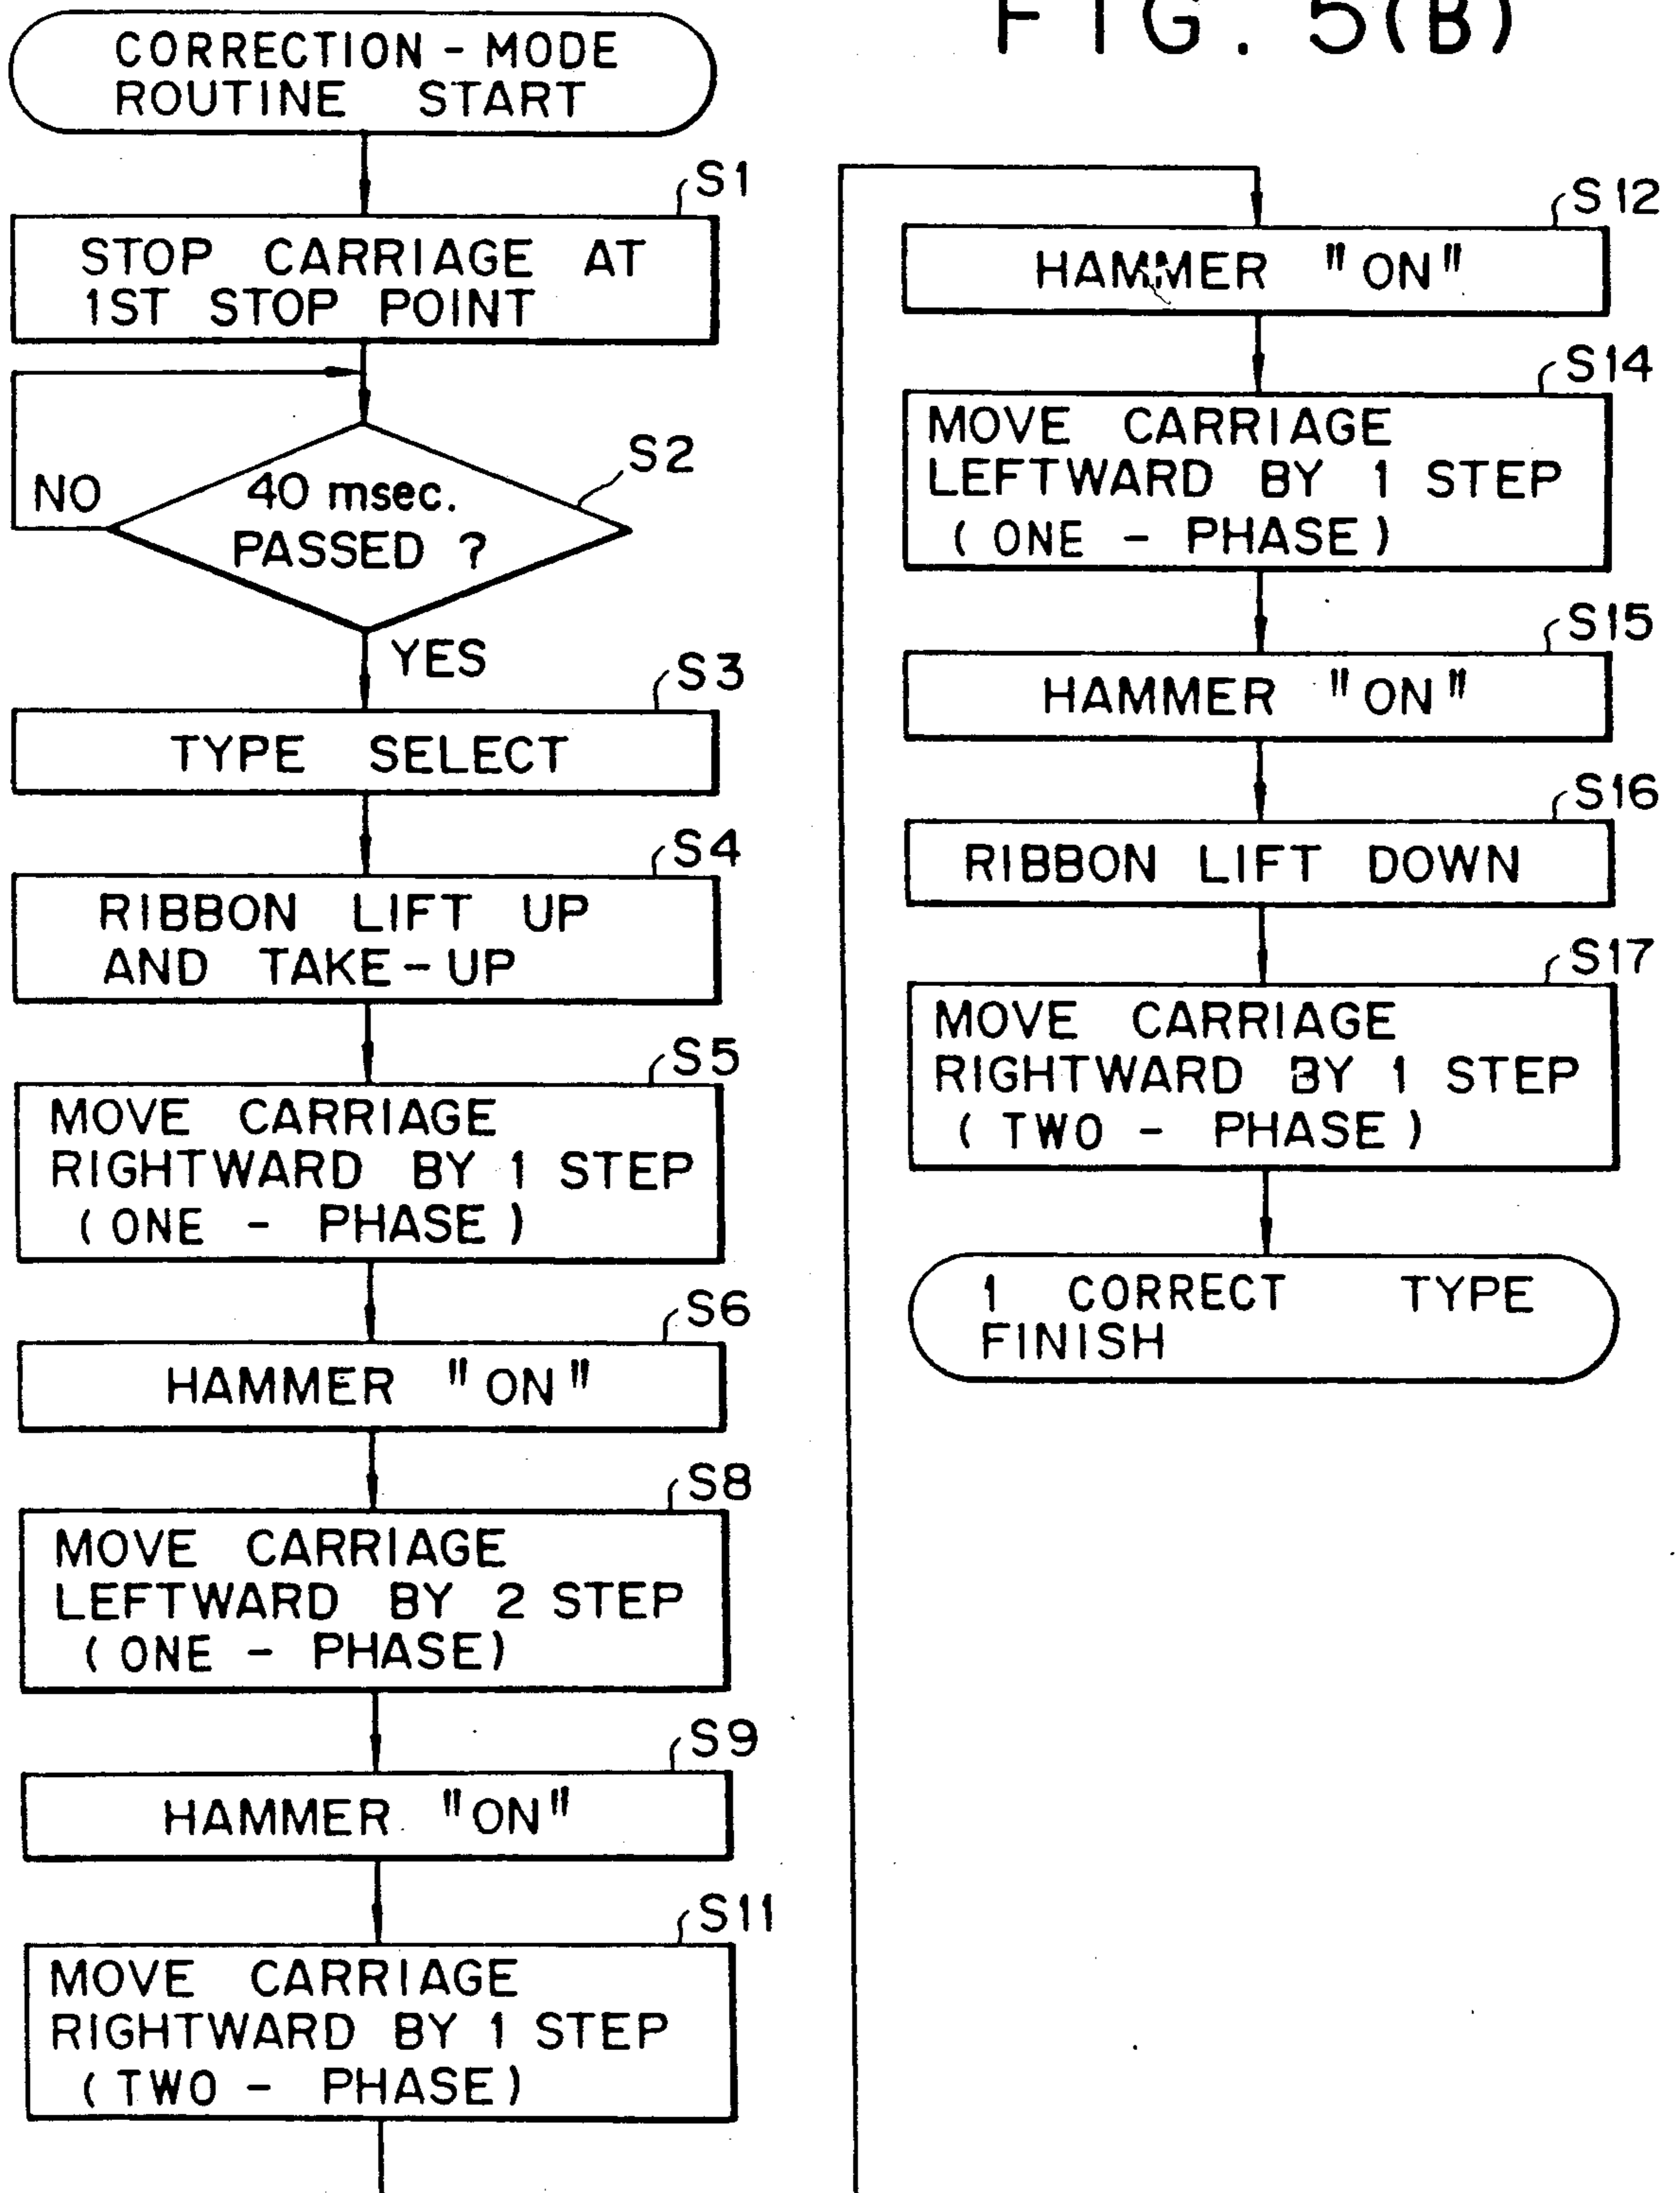 FIG. 5(B)
CORRECTION - MODE
ROUTINE START
S1
STOP CARRIAGE AT
1ST STOP POINT
S2
NO
40 msec.
PASSED ?
YES
S3
TYPE SELECT
S4
RIBBON LIFT UP
AND TAKE-UP
S5
MOVE CARRIAGE
RIGHTWARD BY 1 STEP
(ONE - PHASE)
S6
HAMMER "ON"
S8
MOVE CARRIAGE
LEFTWARD BY 2 STEP
(ONE - PHASE)
S9
HAMMER "ON"
S11
MOVE CARRIAGE
RIGHTWARD BY 1 STEP
(TWO - PHASE)
S12
HAMMER "ON"
S14
MOVE CARRIAGE
LEFTWARD BY 1 STEP
(ONE - PHASE)
S15
HAMMER "ON"
S16
RIBBON LIFT DOWN
S17
MOVE CARRIAGE
RIGHTWARD BY 1 STEP
(TWO - PHASE)
1 CORRECT TYPE
FINISH